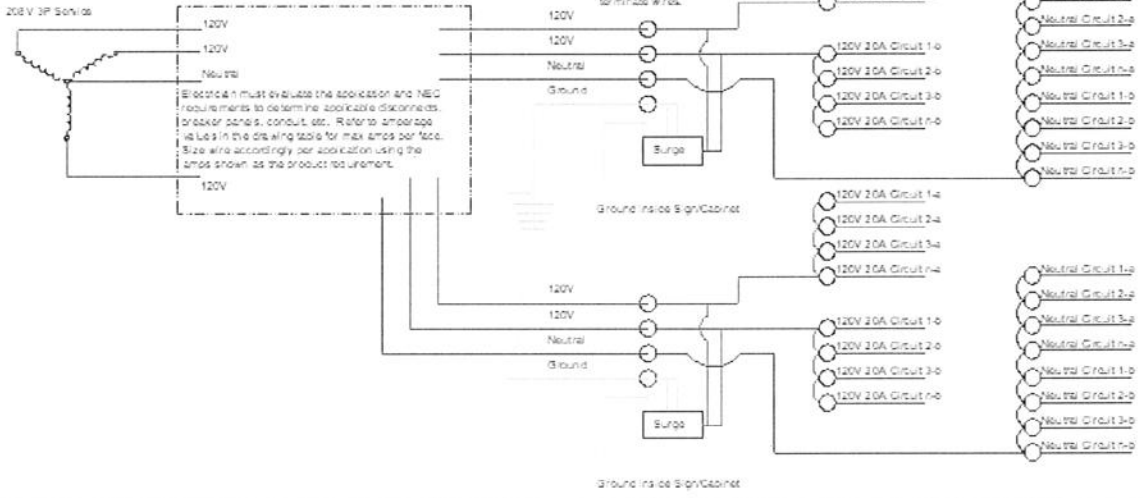 208V 3P Service
120V
120V
Neutral
Electrician must evaluate the application and NEC
requirements to determine applicable disconnects,
breaker panels, conduit, etc. Refer to amperage
values in the drawing table for max amps per face.
Size wire accordingly per application using the
amps shown as the product requirement.
120V
terminate wires.
120V
120V
Neutral
Ground
Surge
Ground Inside Sign/Cabinet
120V 20A Circuit 1-b
120V 20A Circuit 2-b
120V 20A Circuit 3-b
120V 20A Circuit n-b
Neutral Circuit 2-a
Neutral Circuit 3-a
Neutral Circuit n-a
Neutral Circuit 1-b
Neutral Circuit 2-b
Neutral Circuit 3-b
Neutral Circuit n-b
120V 20A Circuit 1-a
120V 20A Circuit 2-a
120V 20A Circuit 3-a
120V 20A Circuit n-a
120V
120V
Neutral
Ground
Surge
Ground Inside Sign/Cabinet
120V 20A Circuit 1-b
120V 20A Circuit 2-b
120V 20A Circuit 3-b
120V 20A Circuit n-b
Neutral Circuit 1-a
Neutral Circuit 2-a
Neutral Circuit 3-a
Neutral Circuit n-a
Neutral Circuit 1-b
Neutral Circuit 2-b
Neutral Circuit 3-b
Neutral Circuit n-b